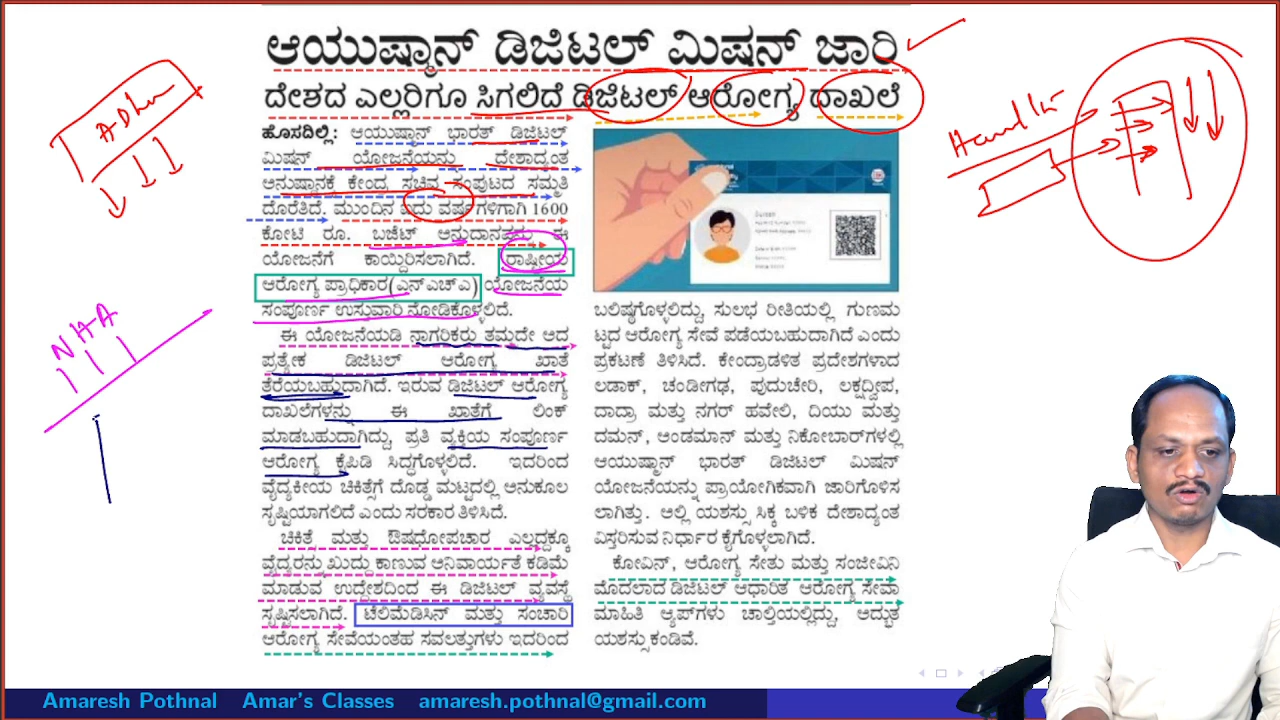 ಆಯುಷ್ಮಾನ್ ಡಿಜಿಟಲ್ ಮಿಷನ್ ಜಾರಿ
ದೇಶದ ಎಲ್ಲರಿಗೂ ಸಿಗಲಿದೆ ಡಿಜಿಟಲ್ ಆರೋಗ್ಯ ದಾಖಲೆ
ಹೊಸದಿಲ್ಲಿ: ಆಯುಷ್ಮಾನ್ ಭಾರತ್ ಡಿಜಿಟಲ್
ಮಿಷನ್ ಯೋಜನೆಯನ್ನು ದೇಶಾದ್ಯಂತ
ಅನುಷ್ಠಾನಕ್ಕೆ ಕೇಂದ್ರ ಸಚಿವ ಸಂಪುಟದ ಸಮ್ಮತಿ
ದೊರೆತಿದೆ. ಮುಂದಿನ ಐದು ವರ್ಷಗಳಿಗಾಗಿ 1600
ಕೋಟಿ ರೂ. ಬಜೆಟ್ ಅನುದಾನವನ್ನು ಈ
ಯೋಜನೆಗೆ ಕಾಯ್ದಿರಿಸಲಾಗಿದೆ. ರಾಷ್ಟ್ರೀಯ
ಆರೋಗ್ಯ ಪ್ರಾಧಿಕಾರ(ಎನ್‌ಎಚ್‌ಎ) ಯೋಜನೆಯ
ಸಂಪೂರ್ಣ ಉಸ್ತುವಾರಿ ನೋಡಿಕೊಳ್ಳಲಿದೆ.
ಈ ಯೋಜನೆಯಡಿ ನಾಗರಿಕರು ತಮ್ಮದೇ ಆದ
ಪ್ರತ್ಯೇಕ ಡಿಜಿಟಲ್ ಆರೋಗ್ಯ ಖಾತೆ
ತೆರೆಯಬಹುದಾಗಿದೆ. ಇರುವ ಡಿಜಿಟಲ್ ಆರೋಗ್ಯ
ದಾಖಲೆಗಳನ್ನು ಈ ಖಾತೆಗೆ ಲಿಂಕ್
ಮಾಡಬಹುದಾಗಿದ್ದು, ಪ್ರತಿ ವ್ಯಕ್ತಿಯ ಸಂಪೂರ್ಣ
ಆರೋಗ್ಯ ಕೈಪಿಡಿ ಸಿದ್ಧಗೊಳ್ಳಲಿದೆ. ಇದರಿಂದ
ವೈದ್ಯಕೀಯ ಚಿಕಿತ್ಸೆಗೆ ದೊಡ್ಡ ಮಟ್ಟದಲ್ಲಿ ಅನುಕೂಲ
ಸೃಷ್ಟಿಯಾಗಲಿದೆ ಎಂದು ಸರಕಾರ ತಿಳಿಸಿದೆ.
ಚಿಕಿತ್ಸೆ ಮತ್ತು ಔಷಧೋಪಚಾರ ಎಲ್ಲದ್ದಕ್ಕೂ
ವೈದ್ಯರನ್ನು ಖುದ್ದು ಕಾಣುವ ಅನಿವಾರ್ಯತೆ ಕಡಿಮೆ
ಮಾಡುವ ಉದ್ದೇಶದಿಂದ ಈ ಡಿಜಿಟಲ್ ವ್ಯವಸ್ಥೆ
ಸೃಷ್ಟಿಸಲಾಗಿದೆ. ಟೆಲಿಮೆಡಿಸಿನ್ ಮತ್ತು ಸಂಚಾರಿ
ಆರೋಗ್ಯ ಸೇವೆಯಂತಹ ಸವಲತ್ತುಗಳು ಇದರಿಂದ
ಬಲಿಷ್ಠಗೊಳ್ಳಲಿದ್ದು, ಸುಲಭ ರೀತಿಯಲ್ಲಿ ಗುಣಮ
ಟ್ಟದ ಆರೋಗ್ಯ ಸೇವೆ ಪಡೆಯಬಹುದಾಗಿದೆ ಎಂದು
ಪ್ರಕಟಣೆ ತಿಳಿಸಿದೆ. ಕೇಂದ್ರಾಡಳಿತ ಪ್ರದೇಶಗಳಾದ
ಲಡಾಕ್, ಚಂಡೀಗಢ, ಪುದುಚೇರಿ, ಲಕ್ಷದ್ವೀಪ,
ದಾದ್ರಾ ಮತ್ತು ನಗರ್ ಹವೇಲಿ, ದಿಯು ಮತ್ತು
ದಮನ್, ಅಂಡಮಾನ್ ಮತ್ತು ನಿಕೋಬಾರ್‌ಗಳಲ್ಲಿ
ಆಯುಷ್ಮಾನ್ ಭಾರತ್ ಡಿಜಿಟಲ್ ಮಿಷನ್
ಯೋಜನೆಯನ್ನು ಪ್ರಾಯೋಗಿಕವಾಗಿ ಜಾರಿಗೊಳಿಸ
ಲಾಗಿತ್ತು. ಅಲ್ಲಿ ಯಶಸ್ಸು ಸಿಕ್ಕ ಬಳಿಕ ದೇಶಾದ್ಯಂತ
ವಿಸ್ತರಿಸುವ ನಿರ್ಧಾರ ಕೈಗೊಳ್ಳಲಾಗಿದೆ.
ಕೋವಿನ್, ಆರೋಗ್ಯ ಸೇತು ಮತ್ತು ಸಂಜೀವಿನಿ
ಮೊದಲಾದ ಡಿಜಿಟಲ್ ಆಧಾರಿತ ಆರೋಗ್ಯ ಸೇವಾ
ಮಾಹಿತಿ ಆ್ಯಪ್‌ಗಳು ಚಾಲ್ತಿಯಲ್ಲಿದ್ದು, ಅದ್ಭುತ
ಯಶಸ್ಸು ಕಂಡಿವೆ.
NHA
Amaresh Pothnal Amar's Classes amaresh.pothnal@gmail.com